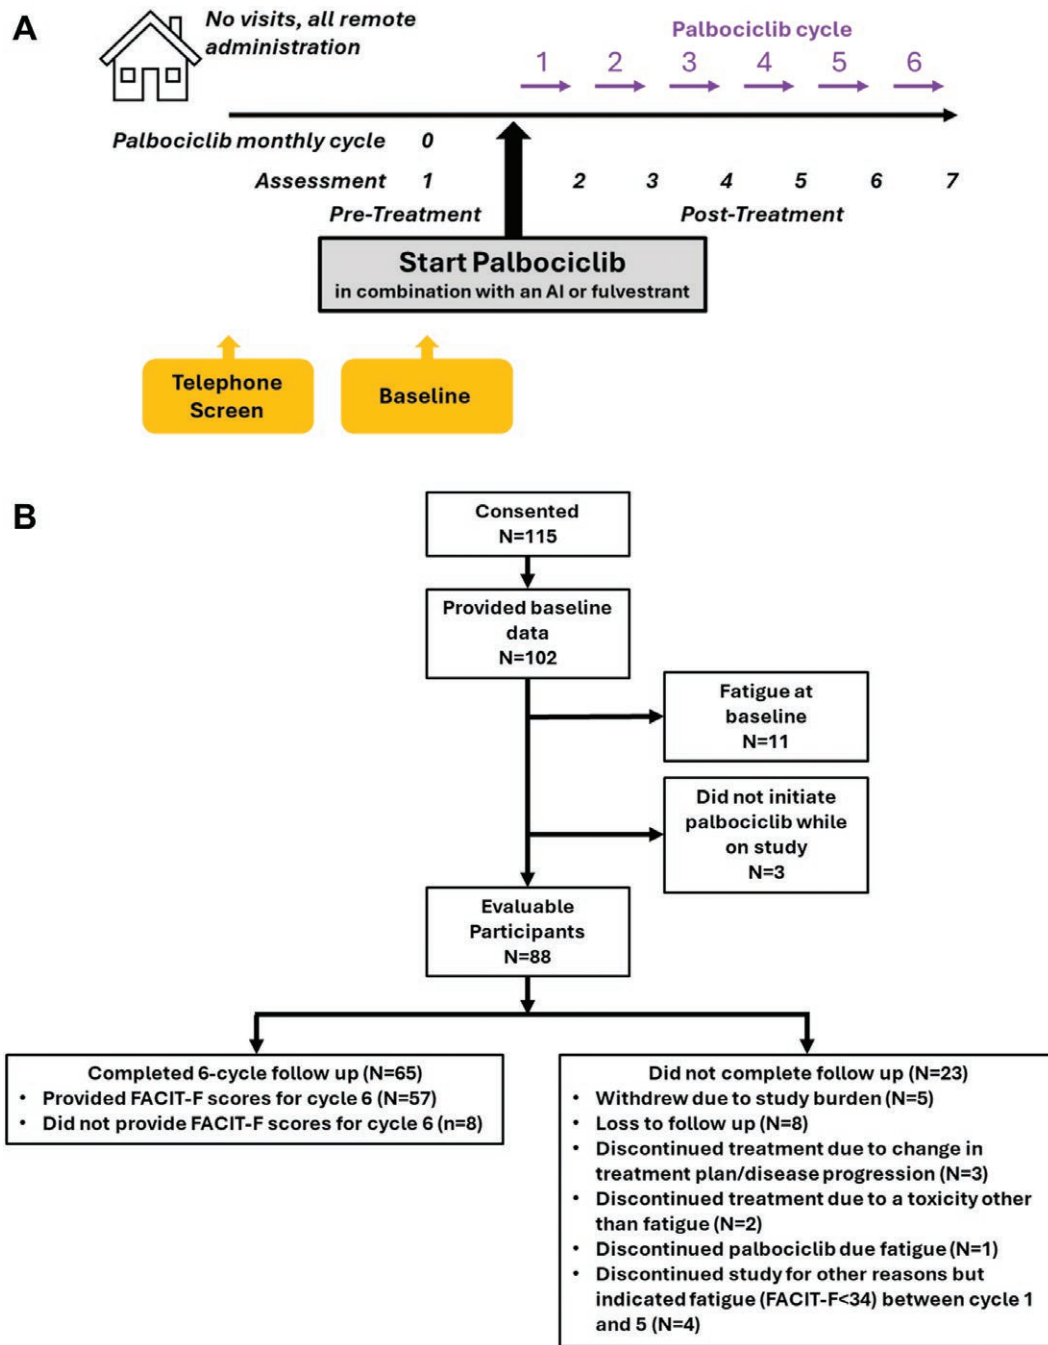 A
No visits, all remote
administration
Palbociclib cycle
1 2 3 4 5 6
Palbociclib monthly cycle 0
Assessment 1 2 3 4 5 6 7
Pre-Treatment Post-Treatment
Start Palbociclib
in combination with an AI or fulvestrant
Telephone
Screen
Baseline
B
Consented
N=115
Provided baseline
data
N=102
Fatigue at
baseline
N=11
Did not initiate
palbociclib while
on study
N=3
Evaluable
Participants
N=88
Completed 6-cycle follow up (N=65)
• Provided FACIT-F scores for cycle 6 (N=57)
• Did not provide FACIT-F scores for cycle 6 (n=8)
Did not complete follow up (N=23)
• Withdrew due to study burden (N=5)
• Loss to follow up (N=8)
• Discontinued treatment due to change in
treatment plan/disease progression (N=3)
• Discontinued treatment due to a toxicity other
than fatigue (N=2)
• Discontinued palbociclib due fatigue (N=1)
• Discontinued study for other reasons but
indicated fatigue (FACIT-F<34) between cycle 1
and 5 (N=4)